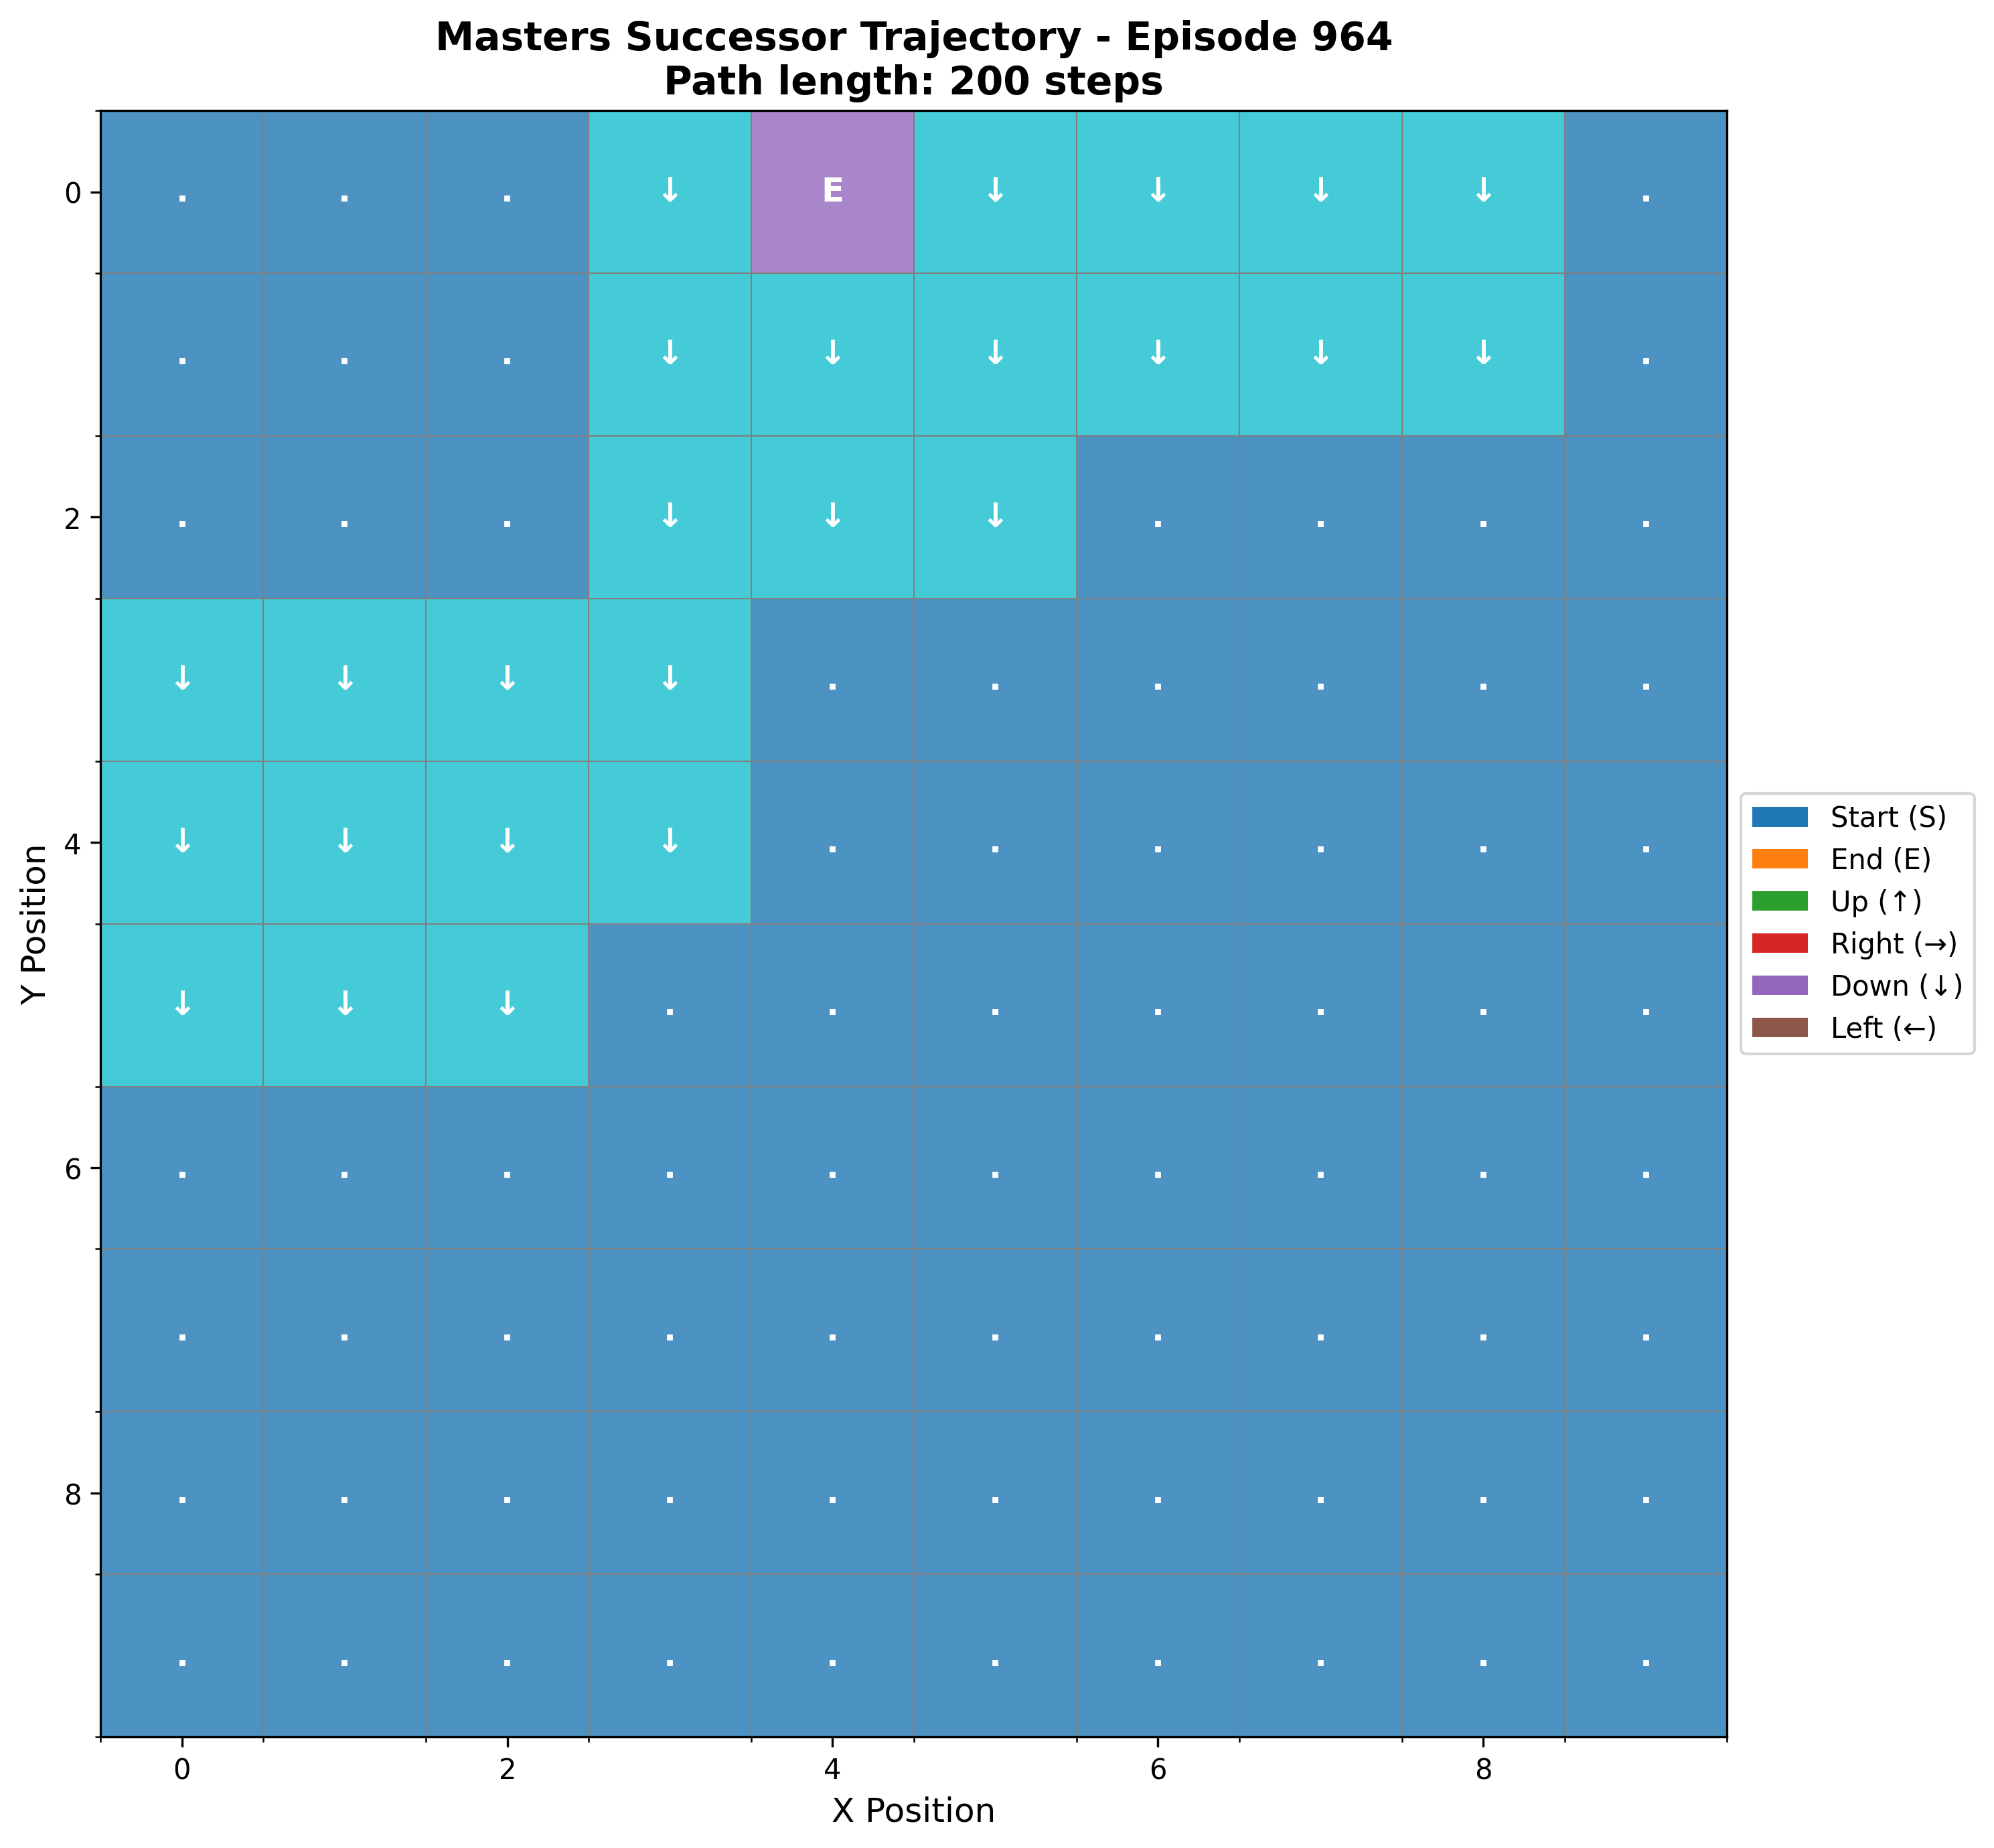 Masters Successor Trajectory - Episode 964
Path length: 200 steps
0 . . . ↓ E ↓ ↓ ↓ ↓ .
. . . ↓ ↓ ↓ ↓ ↓ ↓ .
2 . . . ↓ ↓ ↓ . . . .
↓ ↓ ↓ ↓ . . . . . .
4 ↓ ↓ ↓ ↓ . . . . . .
↓ ↓ ↓ . . . . . . .
6 . . . . . . . . . .
. . . . . . . . . .
8 . . . . . . . . . .
. . . . . . . . . .
0 2 4 6 8
X Position
Y Position
Start (S)
End (E)
Up (↑)
Right (→)
Down (↓)
Left (←)